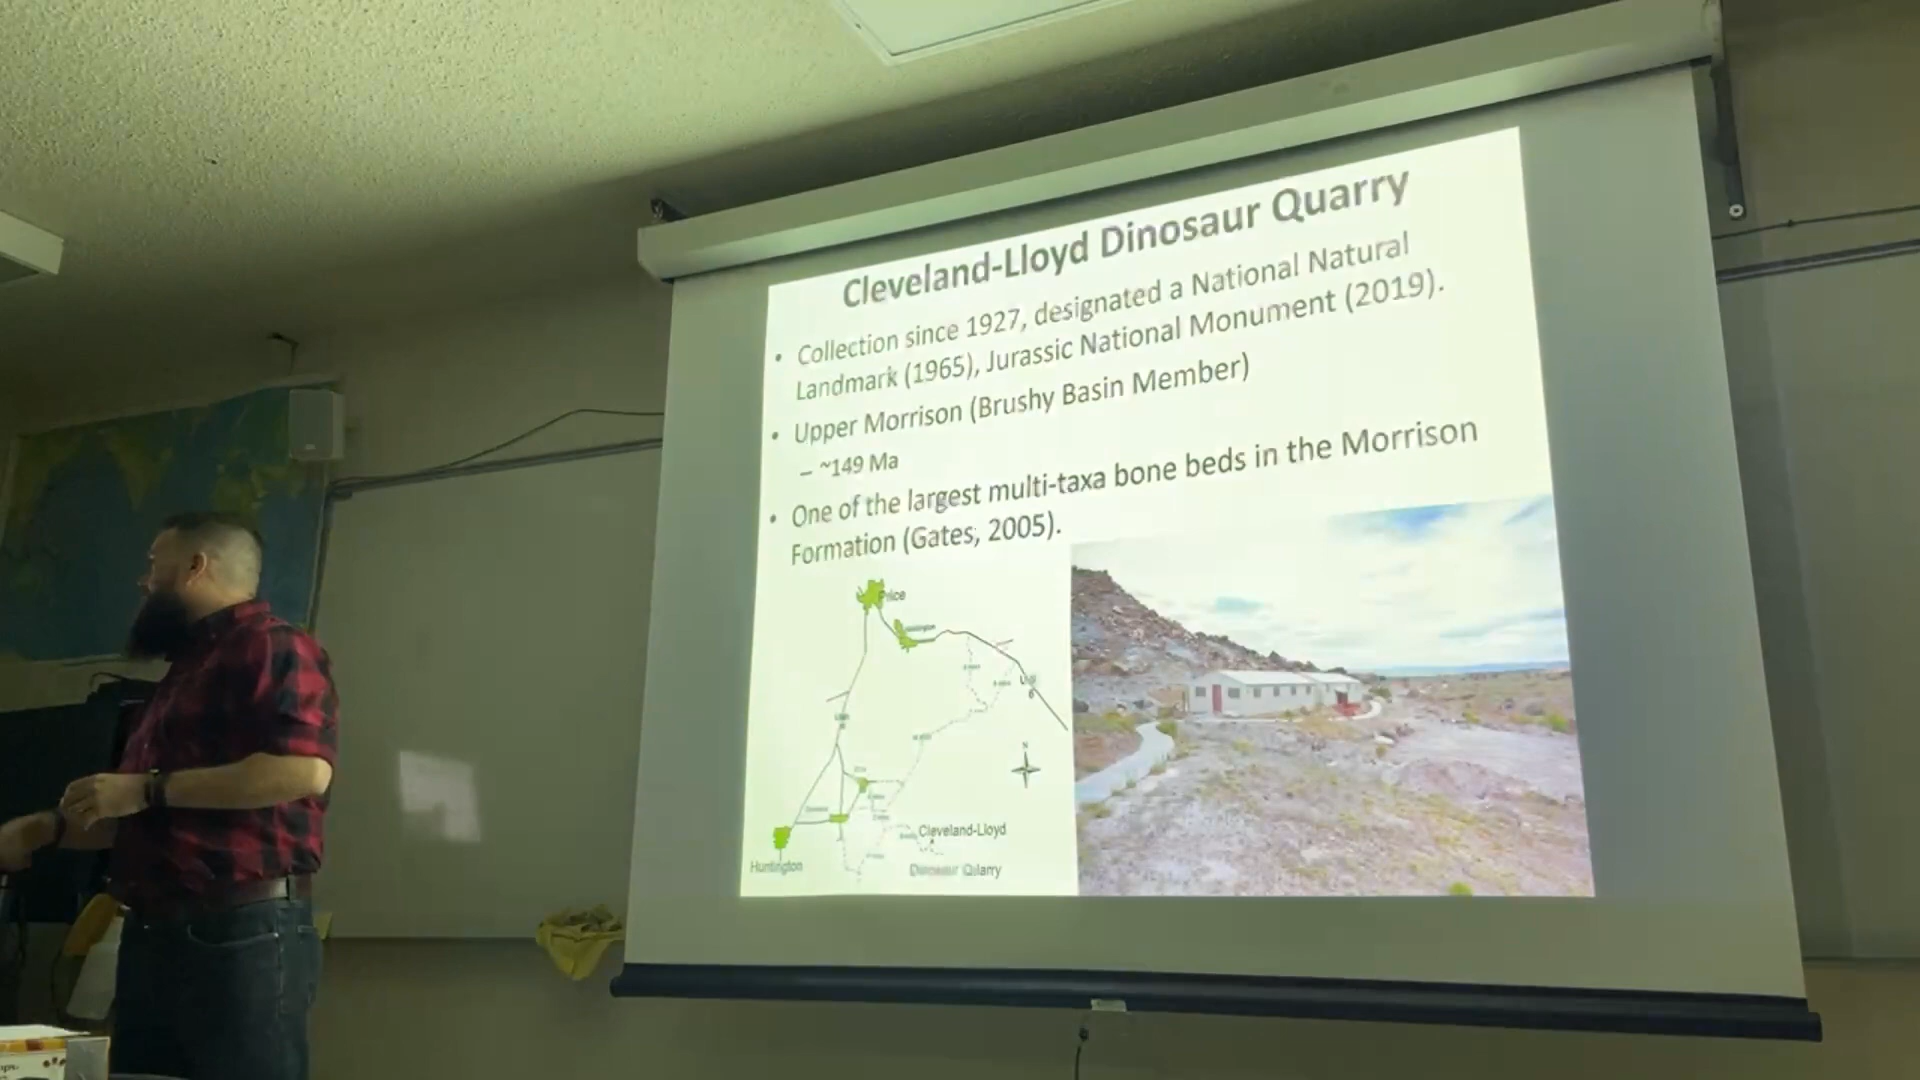 Cleveland-Lloyd Dinosaur Quarry
• Collection since 1927, designated a National Natural
Landmark (1965), Jurassic National Monument (2019).
• Upper Morrison (Brushy Basin Member)
– ~149 Ma
• One of the largest multi-taxa bone beds in the Morrison
Formation (Gates, 2005).
Price
N
Cleveland-Lloyd
Huntington
Dinosaur Quarry